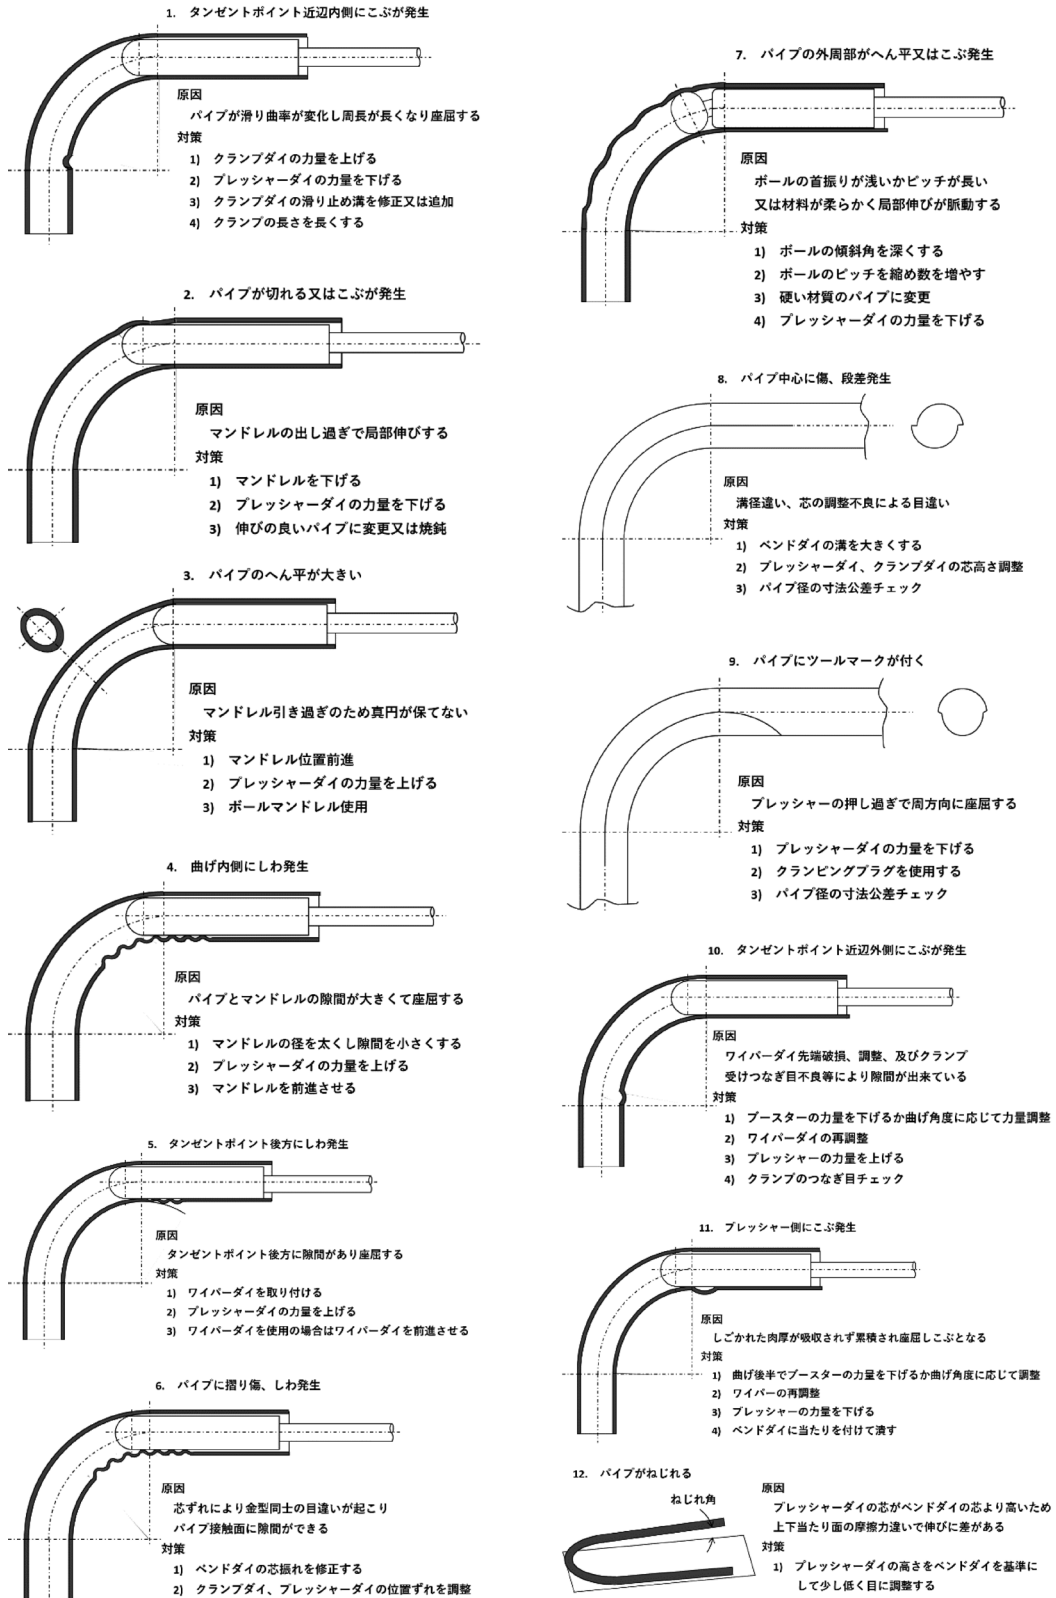 1. タンゼントポイント近辺内側にこぶが発生
原因
パイプが滑り曲率が変化し周長が長くなり座屈する
対策
1) クランプダイの力量を上げる
2) プレッシャーダイの力量を下げる
3) クランプダイの滑り止め溝を修正又は追加
4) クランプの長さを長くする
2. パイプが切れる又はこぶが発生
原因
マンドレルの出し過ぎで局部伸びする
対策
1) マンドレルを下げる
2) プレッシャーダイの力量を下げる
3) 伸びの良いパイプに変更又は焼鈍
3. パイプのへん平が大きい
原因
マンドレル引き過ぎのため真円が保てない
対策
1) マンドレル位置前進
2) プレッシャーダイの力量を上げる
3) ボールマンドレル使用
4. 曲げ内側にしわ発生
原因
パイプとマンドレルの隙間が大きくて座屈する
対策
1) マンドレルの径を太くし隙間を小さくする
2) プレッシャーダイの力量を上げる
3) マンドレルを前進させる
5. タンゼントポイント後方にしわ発生
原因
タンゼントポイント後方に隙間があり座屈する
対策
1) ワイパーダイを取り付ける
2) プレッシャーダイの力量を上げる
3) ワイパーダイを使用の場合はワイパーダイを前進させる
6. パイプに摺り傷、しわ発生
原因
芯ずれにより金型同士の目違いが起こり
パイプ接触面に隙間ができる
対策
1) ベンドダイの芯振れを修正する
2) クランプダイ、プレッシャーダイの位置ずれを調整
7. パイプの外周部がへん平又はこぶ発生
原因
ボールの首振りが浅いかピッチが長い
又は材料が柔らかく局部伸びが脈動する
対策
1) ボールの傾斜角を深くする
2) ボールのピッチを縮め数を増やす
3) 硬い材質のパイプに変更
4) プレッシャーダイの力量を下げる
8. パイプ中心に傷、段差発生
原因
溝径違い、芯の調整不良による目違い
対策
1) ベンドダイの溝を大きくする
2) プレッシャーダイ、クランプダイの芯高さ調整
3) パイプ径の寸法公差チェック
9. パイプにツールマークが付く
原因
プレッシャーの押し過ぎで周方向に座屈する
対策
1) プレッシャーダイの力量を下げる
2) クランピングプラグを使用する
3) パイプ径の寸法公差チェック
10. タンゼントポイント近辺外側にこぶが発生
原因
ワイパーダイ先端破損、調整、及びクランプ
受けつなぎ目不良等により隙間が出来ている
対策
1) ブースターの力量を下げるか曲げ角度に応じて力量調整
2) ワイパーダイの再調整
3) プレッシャーの力量を上げる
4) クランプのつなぎ目チェック
11. プレッシャー側にこぶ発生
原因
しごかれた肉厚が吸収されず累積され座屈しこぶとなる
対策
1) 曲げ後半でブースターの力量を下げるか曲げ角度に応じて調整
2) ワイパーの再調整
3) プレッシャーの力量を下げる
4) ベンドダイに当たりを付けて潰す
12. パイプがねじれる
ねじれ角
原因
プレッシャーダイの芯がベンドダイの芯より高いため
上下当たり面の摩擦力違いで伸びに差がある
対策
1) プレッシャーダイの高さをベンドダイを基準に
して少し低く目に調整する